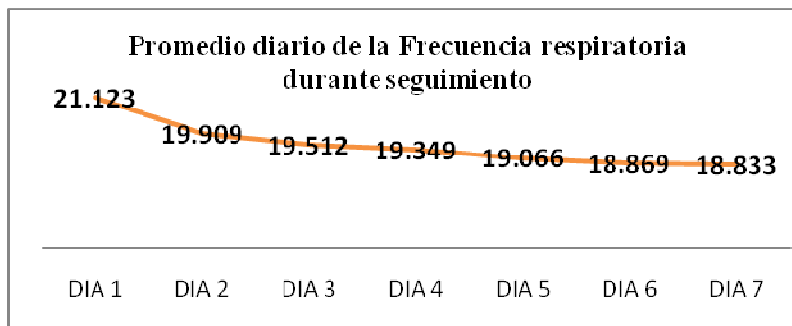 Promedio diario de la Frecuencia respiratoria
durante seguimiento
21.123
19.909
19.512
19.349
19.066
18.869
18.833
DIA 1
DIA 2
DIA 3
DIA 4
DIA 5
DIA 6
DIA 7